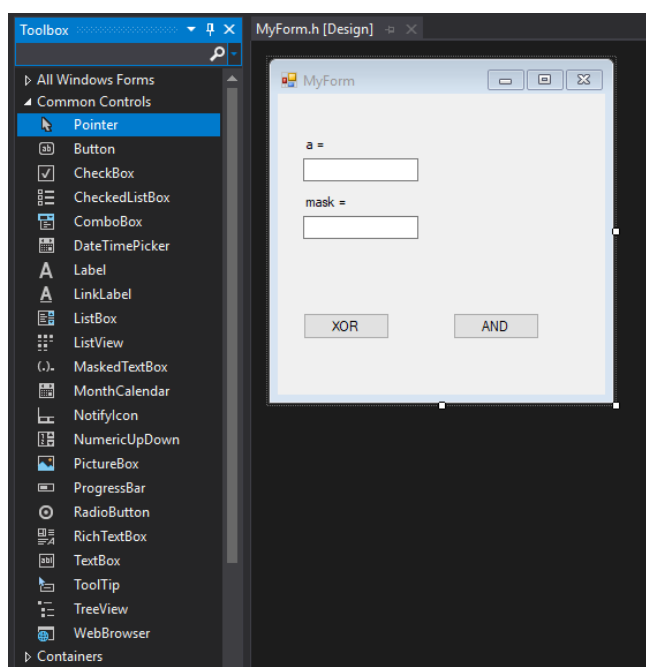 Toolbox
All Windows Forms
Common Controls
Pointer
Button
CheckBox
CheckedListBox
ComboBox
DateTimePicker
Label
LinkLabel
ListBox
ListView
MaskedTextBox
MonthCalendar
NotifyIcon
NumericUpDown
PictureBox
ProgressBar
RadioButton
RichTextBox
TextBox
ToolTip
TreeView
WebBrowser
Containers
MyForm.h [Design]
MyForm
a =
mask =
XOR AND